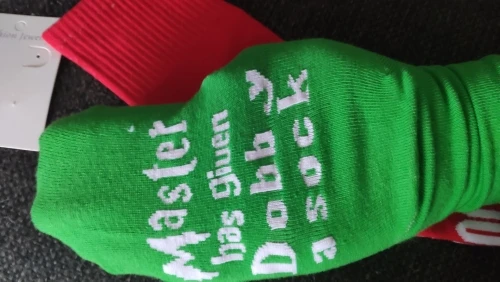 Master
has given
Dobby
a sock